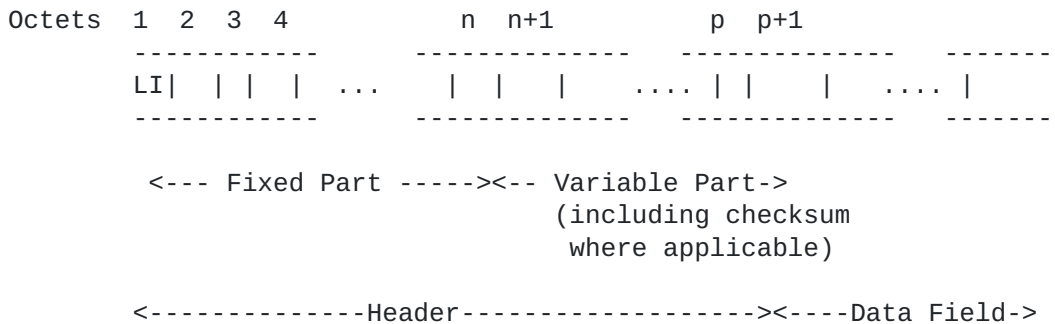 Octets  1  2  3  4           n  n+1          p  p+1
        ------------      --------------   --------------   -------
        LI|  | |  |  ...    |  |   |    .... | |    |   .... |
        ------------      --------------   --------------   -------
         <--- Fixed Part -----><-- Variable Part->
                                   (including checksum
                                    where applicable)
        <--------------Header-------------------><----Data Field->